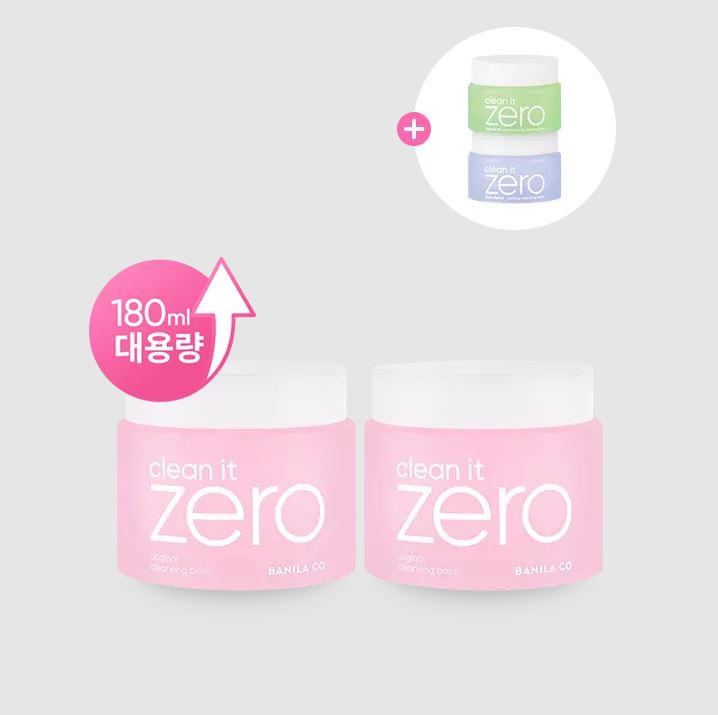 clean it
zero
clean it
zero
180ml
대용량
clean it
zero
original
cleansing balm
BANILA CO
clean it
zero
original
cleansing balm
BANILA CO